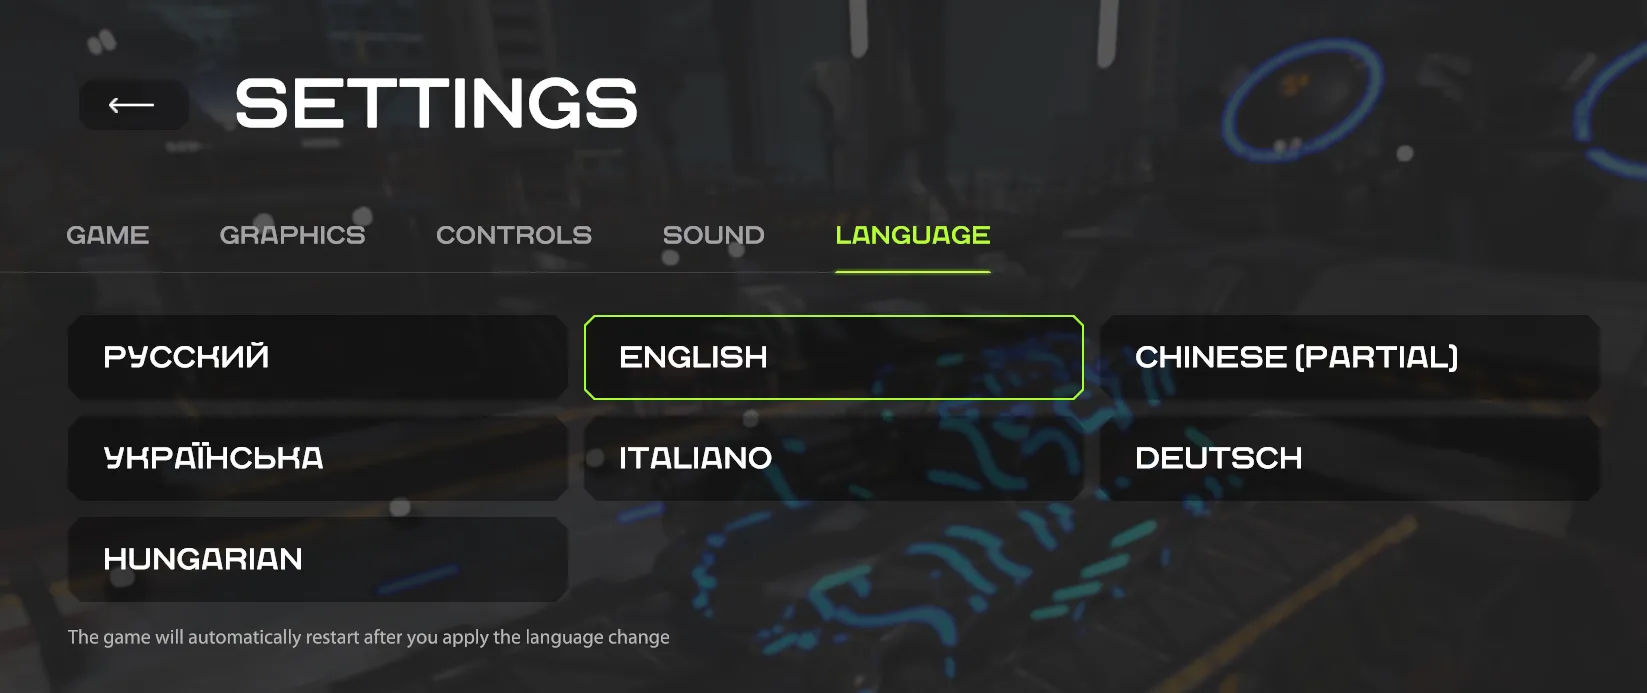 SETTINGS
GAME GRAPHICS CONTROLS SOUND LANGUAGE
РУССКИЙ ENGLISH CHINESE (PARTIAL)
УКРАЇНСЬКА ITALIANO DEUTSCH
HUNGARIAN
The game will automatically restart after you apply the language change